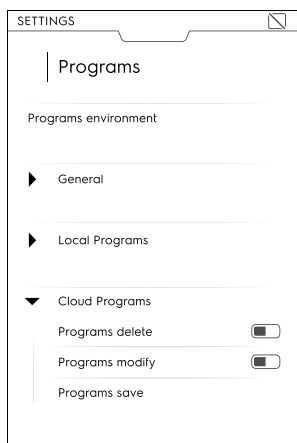 SETTINGS
Programs
Programs environment
General
Local Programs
Cloud Programs
Programs delete
Programs modify
Programs save